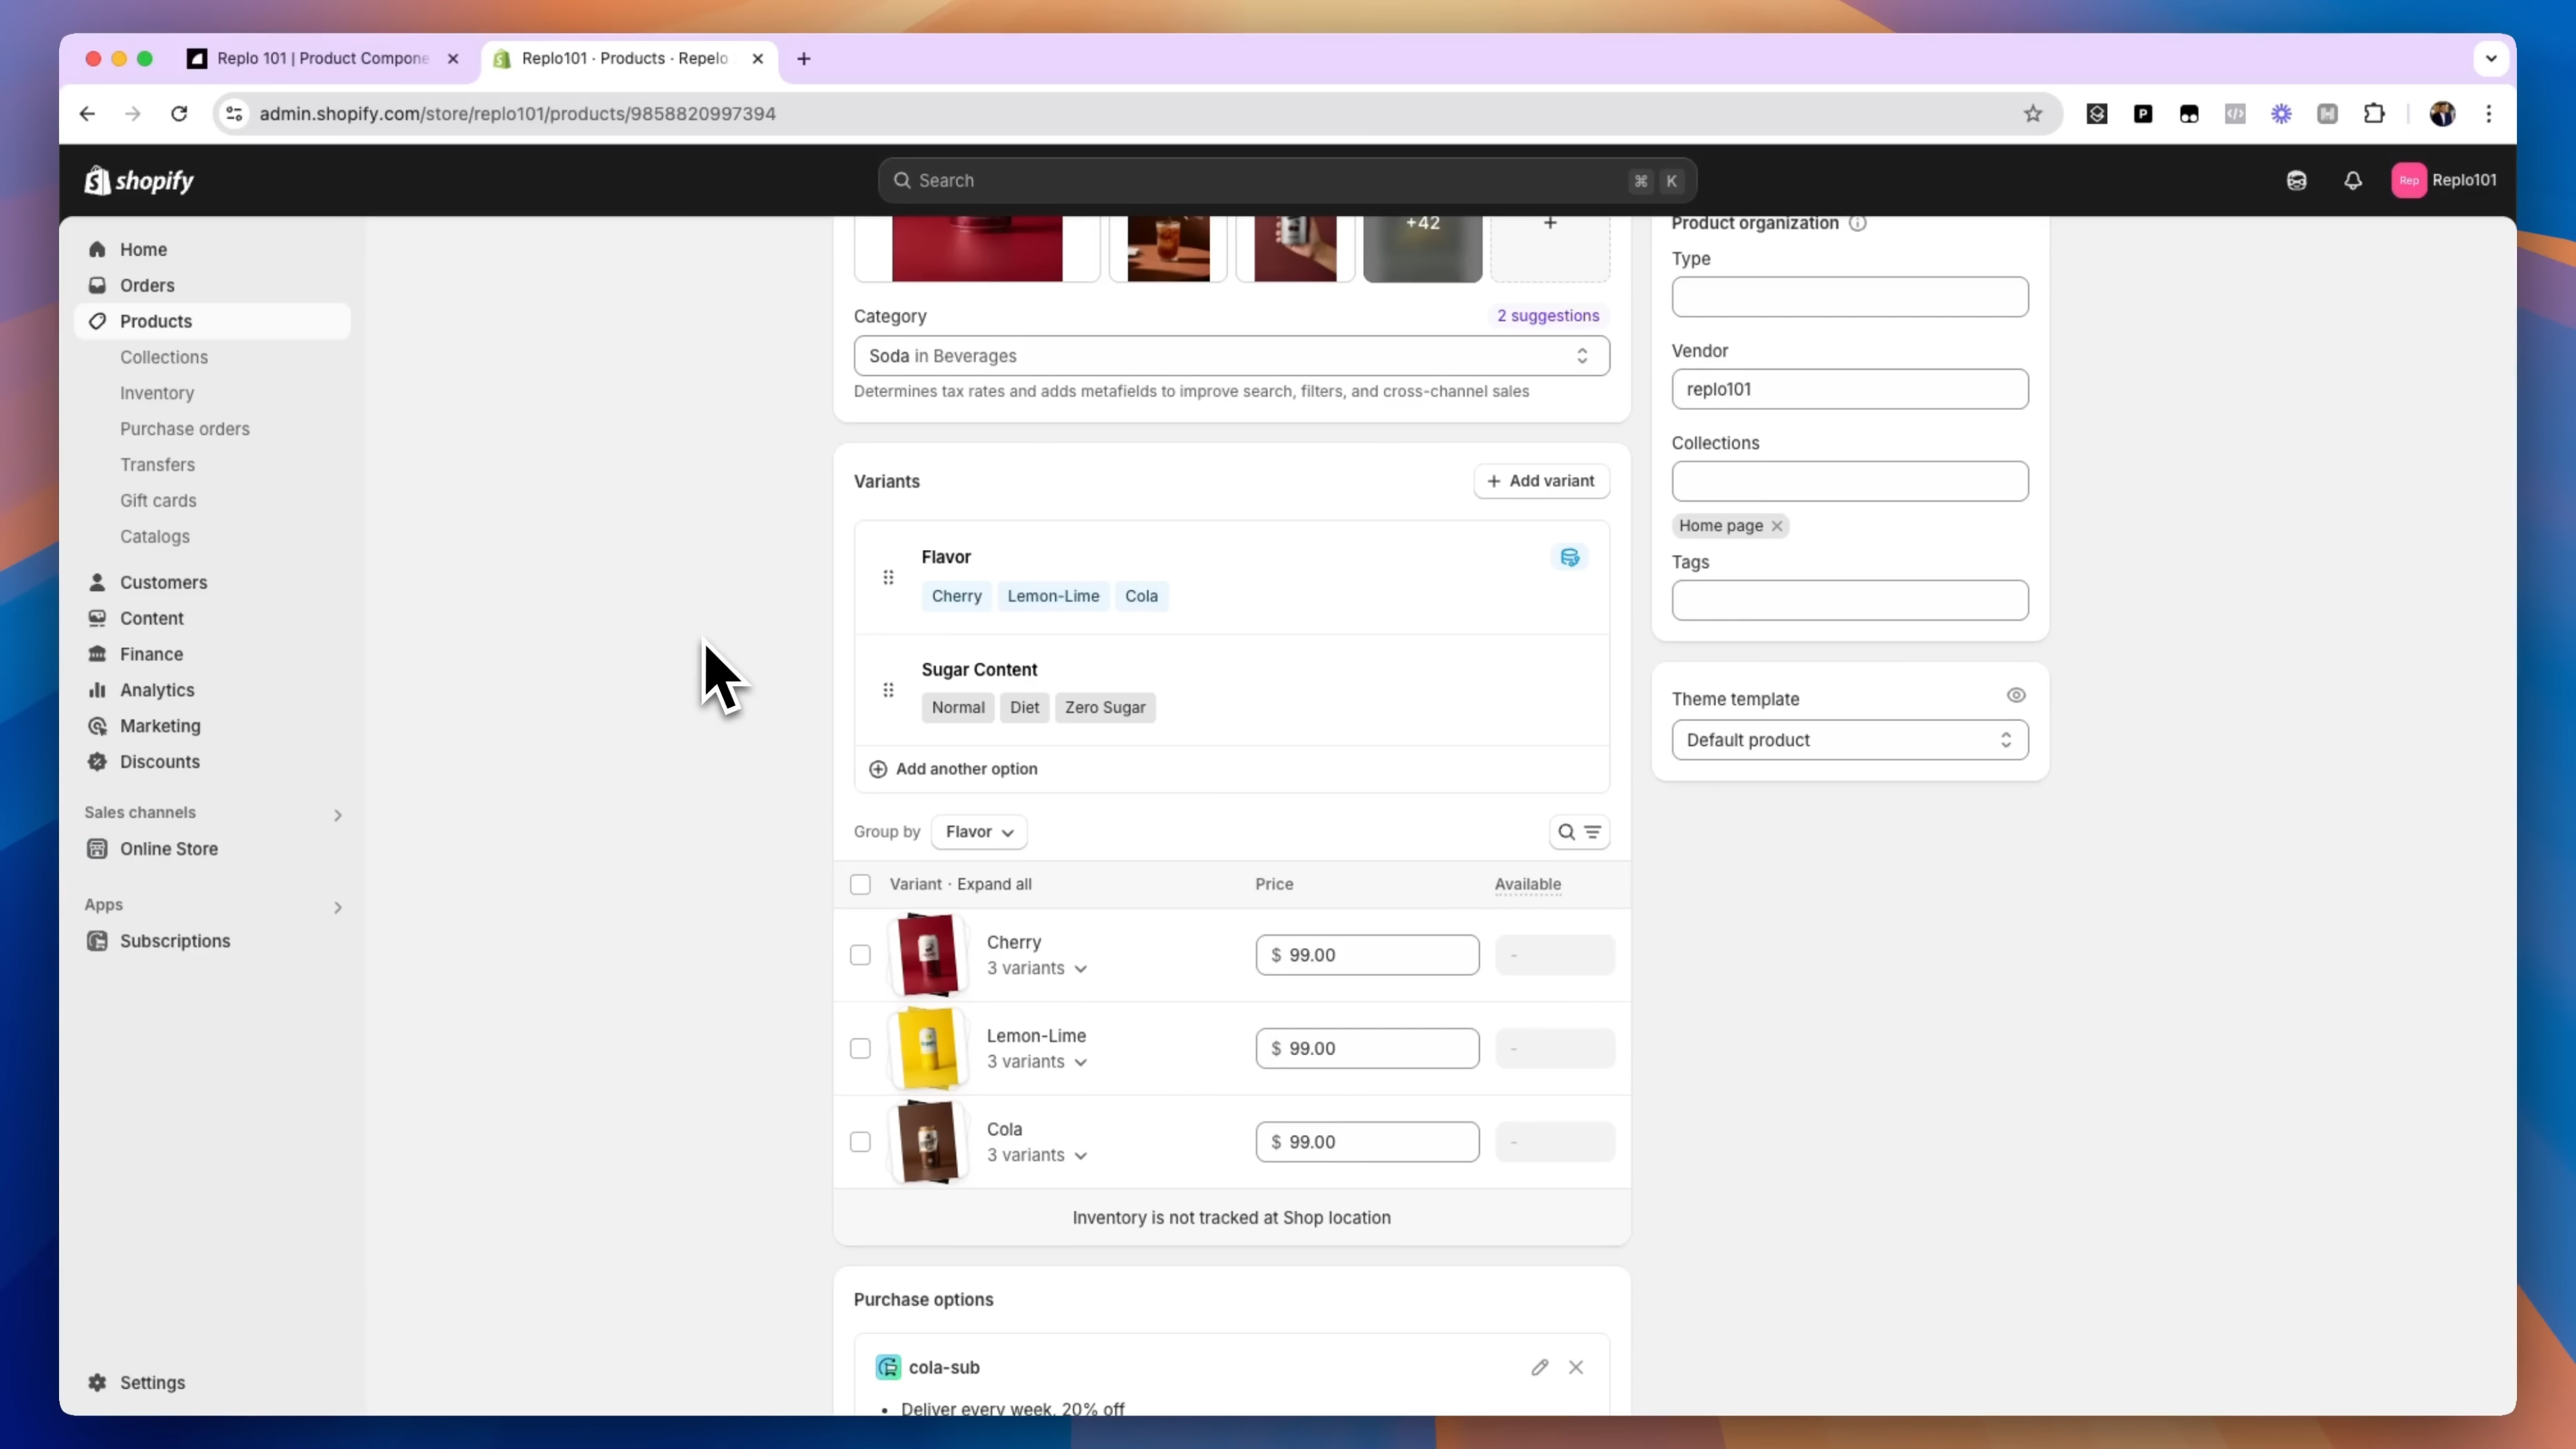 Replo 101 | Product Compone
Replo101 · Products · Repelo
admin.shopify.com/store/replo101/products/9858820997394
shopify
Search
⌘ K
Rep Replo101
Home
Orders
Products
Collections
Inventory
Purchase orders
Transfers
Gift cards
Catalogs
Customers
Content
Finance
Analytics
Marketing
Discounts
Sales channels
Online Store
Apps
Subscriptions
Settings
+42
Category
2 suggestions
Soda in Beverages
Determines tax rates and adds metafields to improve search, filters, and cross-channel sales
Variants
Add variant
Flavor
Cherry Lemon-Lime Cola
Sugar Content
Normal Diet Zero Sugar
Add another option
Group by Flavor
Variant · Expand all Price Available
Cherry
3 variants
$ 99.00 -
Lemon-Lime
3 variants
$ 99.00 -
Cola
3 variants
$ 99.00 -
Inventory is not tracked at Shop location
Purchase options
cola-sub
• Deliver every week, 20% off
Product organization
Type
Vendor
replo101
Collections
Home page
Tags
Theme template
Default product